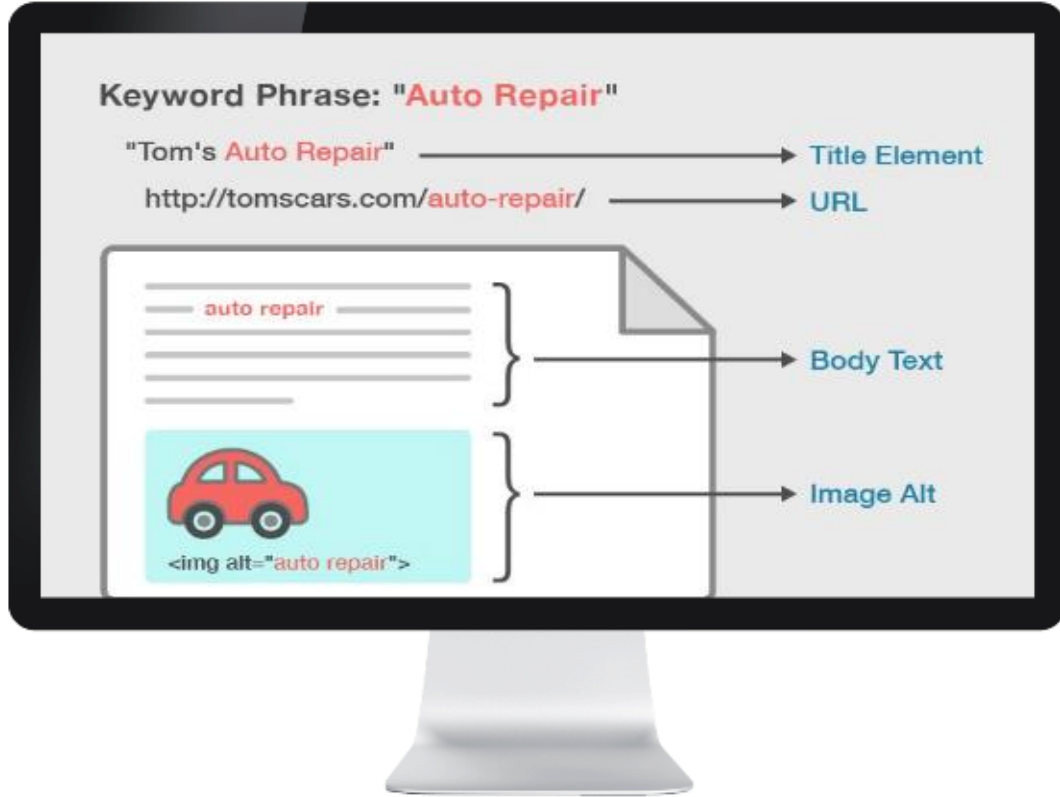 Keyword Phrase: "Auto Repair"
"Tom's Auto Repair" Title Element
http://tomscars.com/auto-repair/ URL
auto repair
Body Text
Image Alt
<img alt="auto repair">